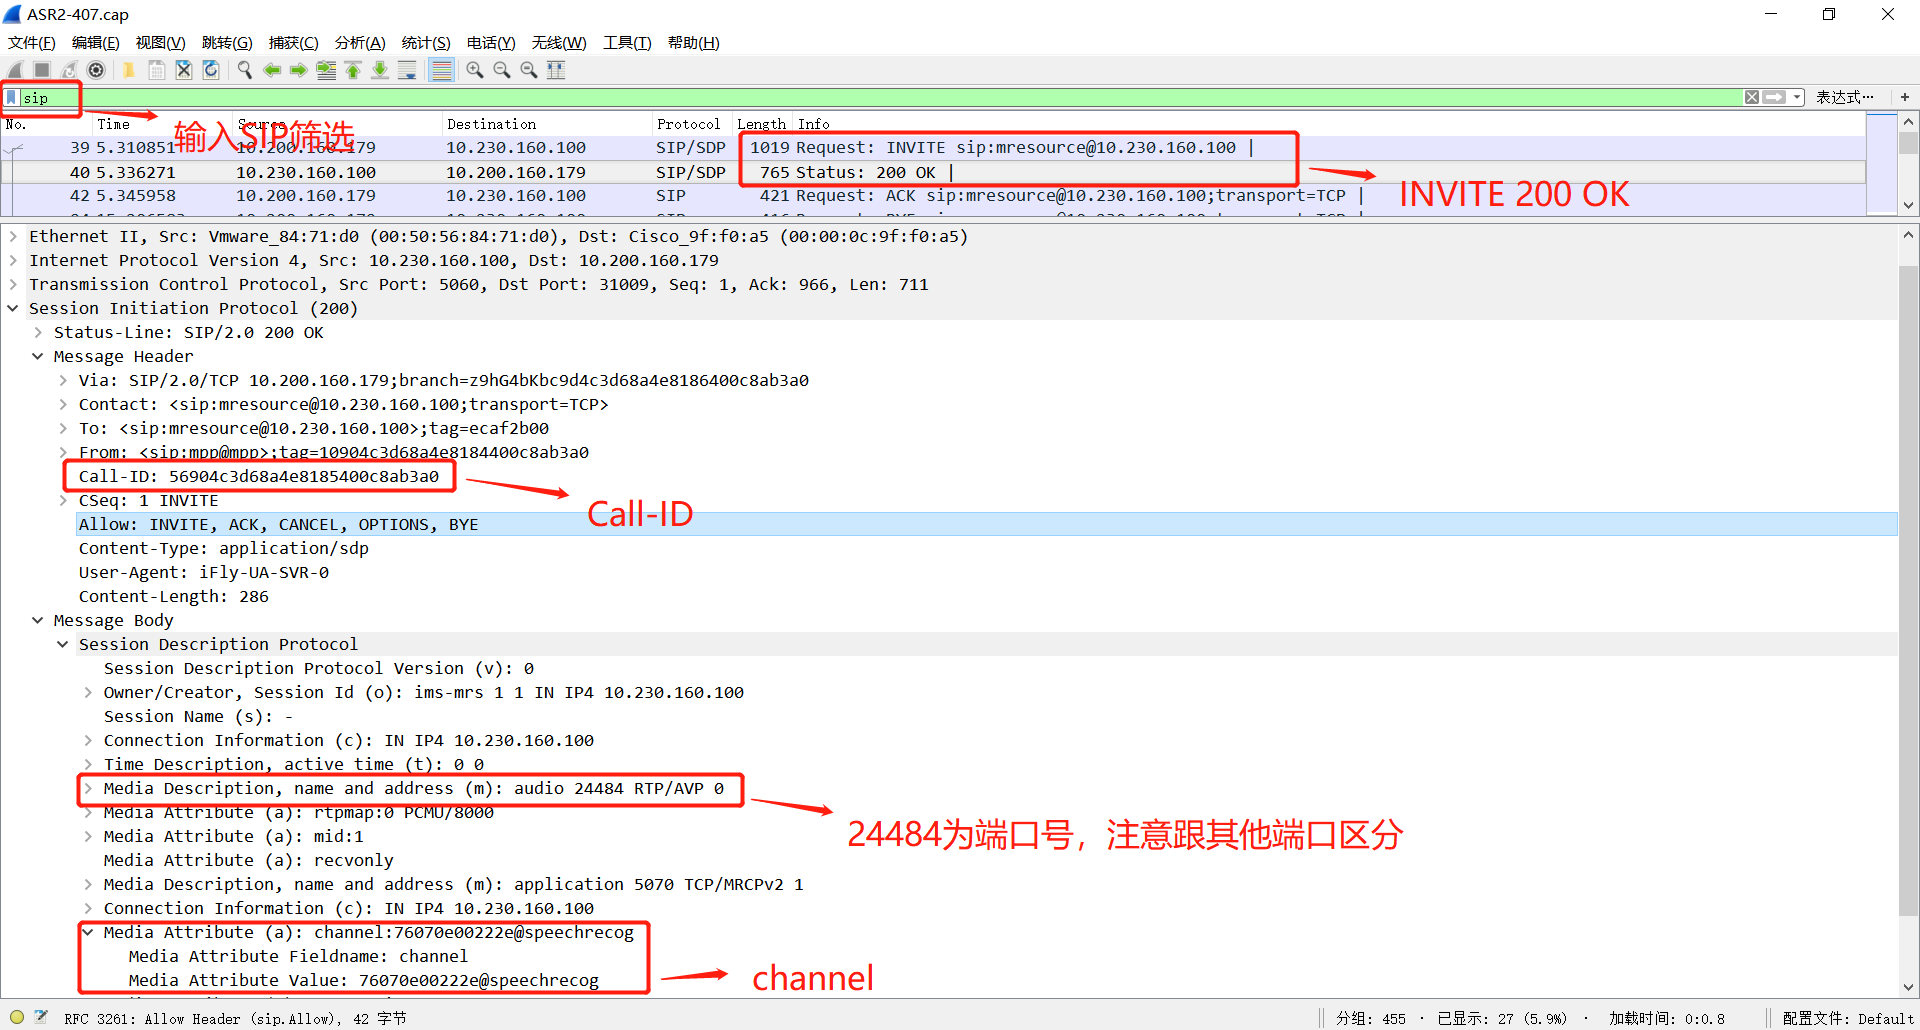 ASR2-407.cap
文件(F) 编辑(E) 视图(V) 跳转(G) 捕获(C) 分析(A) 统计(S) 电话(Y) 无线(W) 工具(T) 帮助(H)
sip
表达式…
+
No. Time Source Destination Protocol Length Info
输入SIP筛选
39 5.310851 10.200.160.179 10.230.160.100 SIP/SDP 1019 Request: INVITE sip:mresource@10.230.160.100 |
40 5.336271 10.230.160.100 10.200.160.179 SIP/SDP 765 Status: 200 OK |
42 5.345958 10.200.160.179 10.230.160.100 SIP 421 Request: ACK sip:mresource@10.230.160.100;transport=TCP |
INVITE 200 OK
Ethernet II, Src: Vmware_84:71:d0 (00:50:56:84:71:d0), Dst: Cisco_9f:f0:a5 (00:00:0c:9f:f0:a5)
Internet Protocol Version 4, Src: 10.230.160.100, Dst: 10.200.160.179
Transmission Control Protocol, Src Port: 5060, Dst Port: 31009, Seq: 1, Ack: 966, Len: 711
Session Initiation Protocol (200)
Status-Line: SIP/2.0 200 OK
Message Header
Via: SIP/2.0/TCP 10.200.160.179;branch=z9hG4bKbc9d4c3d68a4e8186400c8ab3a0
Contact: <sip:mresource@10.230.160.100;transport=TCP>
To: <sip:mresource@10.230.160.100>;tag=ecaf2b00
From: <sip:mpp@mpp>;tag=10904c3d68a4e8184400c8ab3a0
Call-ID: 56904c3d68a4e8185400c8ab3a0
CSeq: 1 INVITE
Call-ID
Allow: INVITE, ACK, CANCEL, OPTIONS, BYE
Content-Type: application/sdp
User-Agent: iFly-UA-SVR-0
Content-Length: 286
Message Body
Session Description Protocol
Session Description Protocol Version (v): 0
Owner/Creator, Session Id (o): ims-mrs 1 1 IN IP4 10.230.160.100
Session Name (s): -
Connection Information (c): IN IP4 10.230.160.100
Time Description, active time (t): 0 0
Media Description, name and address (m): audio 24484 RTP/AVP 0
Media Attribute (a): rtpmap:0 PCMU/8000
24484为端口号，注意跟其他端口区分
Media Attribute (a): mid:1
Media Attribute (a): recvonly
Media Description, name and address (m): application 5070 TCP/MRCPv2 1
Connection Information (c): IN IP4 10.230.160.100
Media Attribute (a): channel:76070e00222e@speechrecog
Media Attribute Fieldname: channel
Media Attribute Value: 76070e00222e@speechrecog
channel
RFC 3261: Allow Header (sip.Allow), 42 字节
分组: 455 · 已显示: 27 (5.9%) · 加载时间: 0:0.8
配置文件: Default